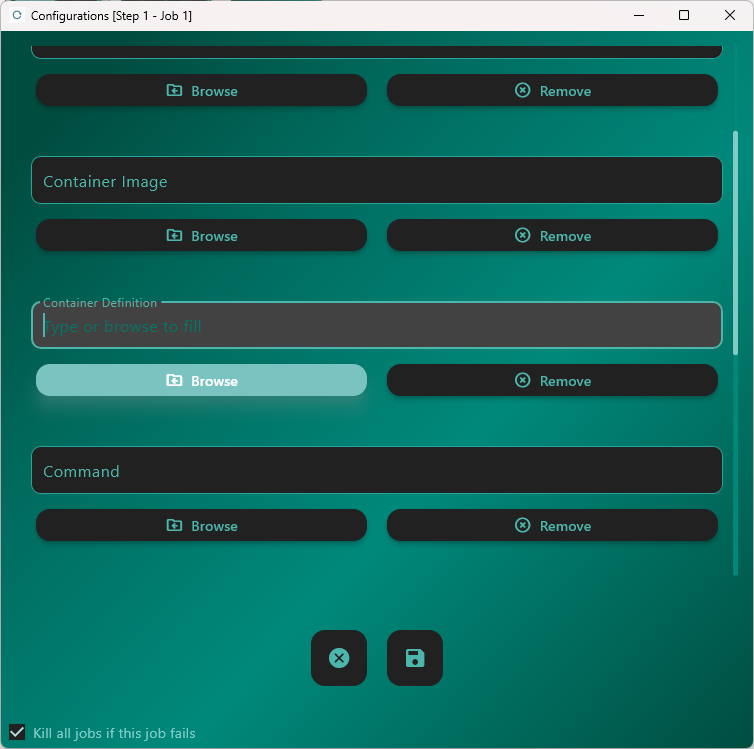 Configurations [Step 1 - Job 1]
Browse
Remove
Container Image
Browse
Remove
Container Definition
Type or browse to fill
Browse
Remove
Command
Browse
Remove
Kill all jobs if this job fails